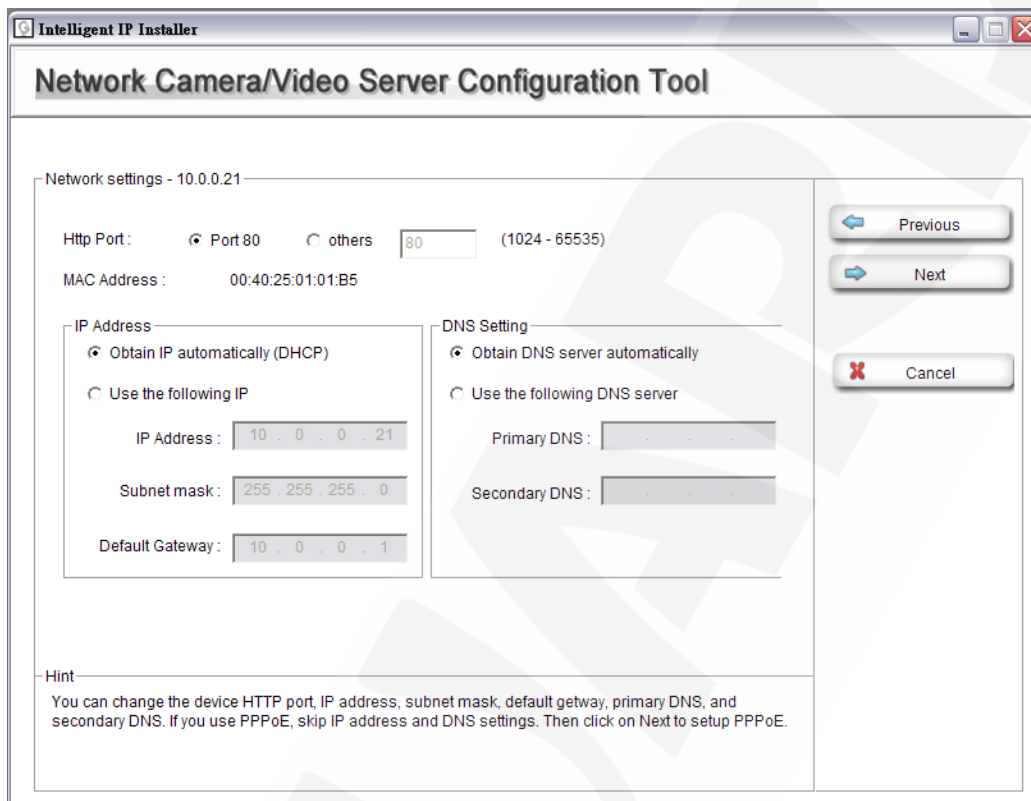 Intelligent IP Installer
Network Camera/Video Server Configuration Tool
Network settings - 10.0.0.21
Http Port : Port 80 others 80 (1024 - 65535)
MAC Address : 00:40:25:01:01:B5
IP Address
Obtain IP automatically (DHCP)
Use the following IP
IP Address : 10 . 0 . 0 . 21
Subnet mask : 255 . 255 . 255 . 0
Default Gateway : 10 . 0 . 0 . 1
DNS Setting
Obtain DNS server automatically
Use the following DNS server
Primary DNS : . . .
Secondary DNS : . . .
Previous
Next
Cancel
Hint
You can change the device HTTP port, IP address, subnet mask, default getway, primary DNS, and
secondary DNS. If you use PPPoE, skip IP address and DNS settings. Then click on Next to setup PPPoE.